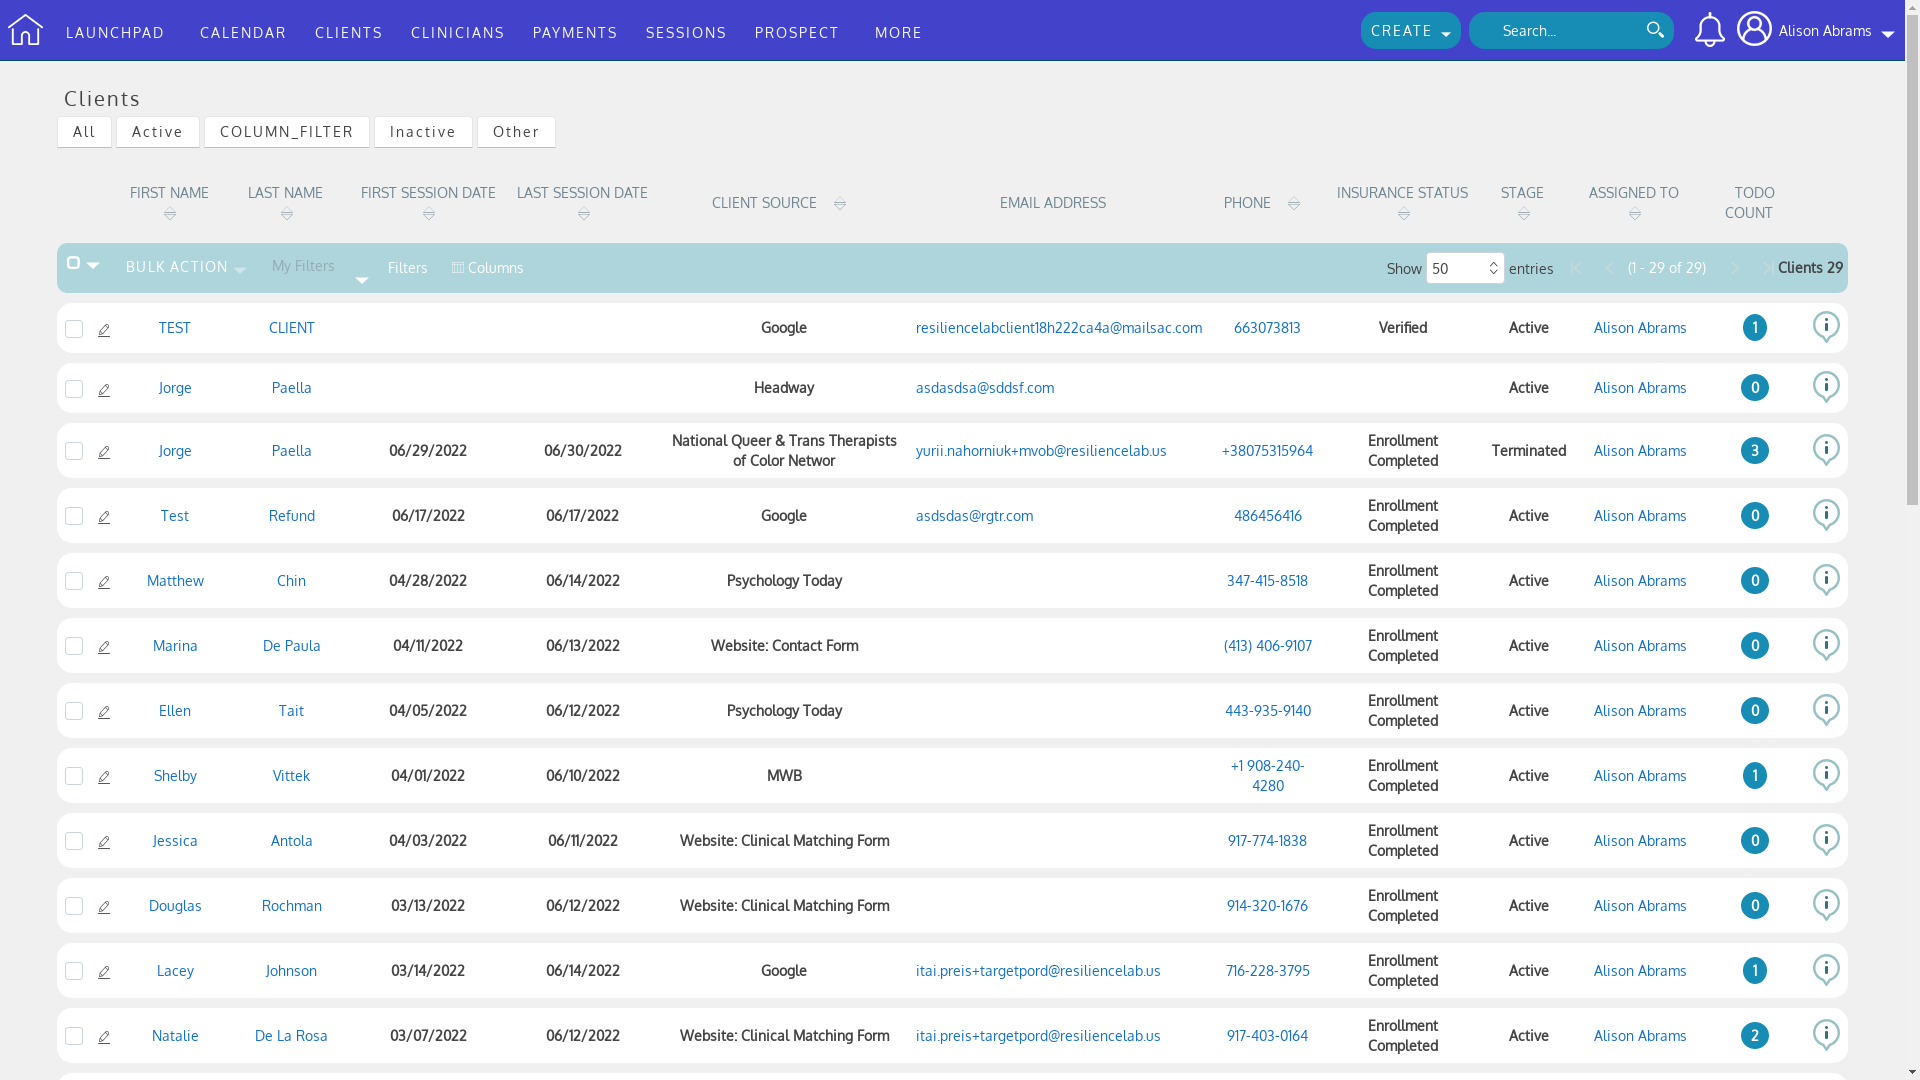 LAUNCHPAD CALENDAR CLIENTS CLINICIANS PAYMENTS SESSIONS PROSPECT MORE CREATE Search... Alison Abrams
Clients
All Active COLUMN_FILTER Inactive Other
FIRST NAME LAST NAME FIRST SESSION DATE LAST SESSION DATE CLIENT SOURCE EMAIL ADDRESS PHONE INSURANCE STATUS STAGE ASSIGNED TO TODO
COUNT
BULK ACTION My Filters Filters Columns Show 50 entries (1 - 29 of 29) Clients 29
TEST CLIENT Google resiliencelabclient18h222ca4a@mailsac.com 663073813 Verified Active Alison Abrams 1
Jorge Paella Headway asdasdsa@sddsf.com Active Alison Abrams 0
Jorge Paella 06/29/2022 06/30/2022 National Queer & Trans Therapists yurii.nahorniuk+mvob@resiliencelab.us +38075315964 Enrollment Terminated Alison Abrams 3
of Color Networ Completed
Test Refund 06/17/2022 06/17/2022 Google asdsdas@rgtr.com 486456416 Enrollment Active Alison Abrams 0
Completed
Matthew Chin 04/28/2022 06/14/2022 Psychology Today 347-415-8518 Enrollment Active Alison Abrams 0
Completed
Marina De Paula 04/11/2022 06/13/2022 Website: Contact Form (413) 406-9107 Enrollment Active Alison Abrams 0
Completed
Ellen Tait 04/05/2022 06/12/2022 Psychology Today 443-935-9140 Enrollment Active Alison Abrams 0
Completed
Shelby Vittek 04/01/2022 06/10/2022 MWB +1 908-240- Enrollment Active Alison Abrams 1
4280 Completed
Jessica Antola 04/03/2022 06/11/2022 Website: Clinical Matching Form 917-774-1838 Enrollment Active Alison Abrams 0
Completed
Douglas Rochman 03/13/2022 06/12/2022 Website: Clinical Matching Form 914-320-1676 Enrollment Active Alison Abrams 0
Completed
Lacey Johnson 03/14/2022 06/14/2022 Google itai.preis+targetpord@resiliencelab.us 716-228-3795 Enrollment Active Alison Abrams 1
Completed
Natalie De La Rosa 03/07/2022 06/12/2022 Website: Clinical Matching Form itai.preis+targetpord@resiliencelab.us 917-403-0164 Enrollment Active Alison Abrams 2
Completed